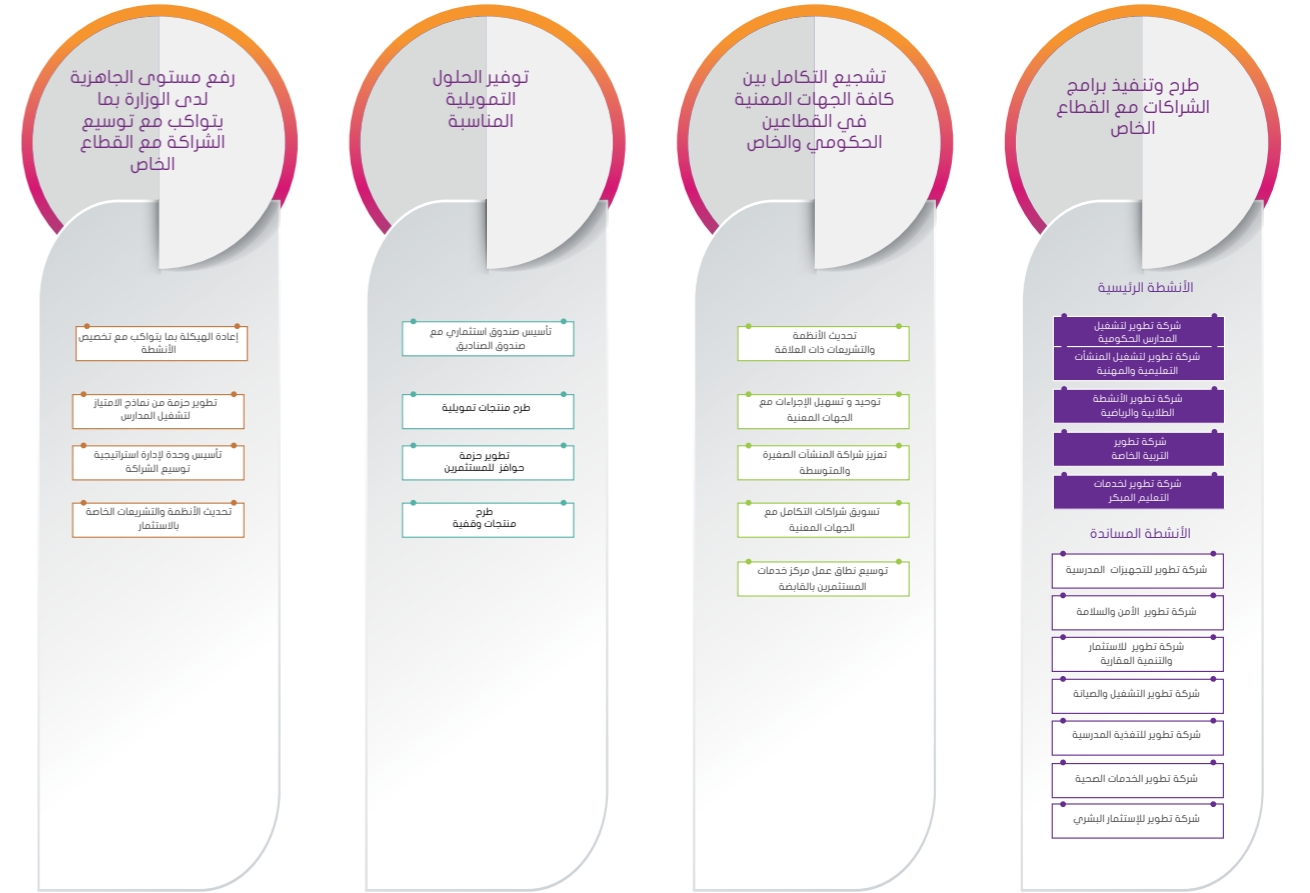 طرح وتنفيذ برامج
الشراكات مع القطاع
الخاص
الأنشطة الرئيسية
شركة تطوير لتشغيل
المدارس الحكومية
شركة تطوير لتشغيل المنشآت
التعليمية والمهنية
شركة تطوير الأنشطة
الطلابية والرياضية
شركة تطوير
التربية الخاصة
شركة تطوير لخدمات
التعليم المبكر
الأنشطة المساندة
شركة تطوير للتجهيزات المدرسية
شركة تطوير الأمن والسلامة
شركة تطوير للاستثمار
والتنمية العقارية
شركة تطوير التشغيل والصيانة
شركة تطوير للتغذية المدرسية
شركة تطوير الخدمات الصحية
شركة تطوير للإستثمار البشري
تشجيع التكامل بين
كافة الجهات المعنية
في القطاعين
الحكومي والخاص
تحديث الأنظمة
والتشريعات ذات العلاقة
توحيد و تسهيل الإجراءات مع
الجهات المعنية
تعزيز شراكة المنشآت الصغيرة
والمتوسطة
تسويق شراكات التكامل مع
الجهات المعنية
توسيع نطاق عمل مركز خدمات
المستثمرين بالقابضة
توفير الحلول
التمويلية
المناسبة
تأسيس صندوق استثماري مع
صندوق الصناديق
طرح منتجات تمويلية
تطوير حزمة
حوافز للمستثمرين
طرح
منتجات وقفية
رفع مستوى الجاهزية
لدى الوزارة بما
يتواكب مع توسيع
الشراكة مع القطاع
الخاص
إعادة الهيكلة بما يتواكب مع تخصيص
الأنشطة
تطوير حزمة من نماذج الامتياز
لتشغيل المدارس
تأسيس وحدة لإدارة استراتيجية
توسيع الشراكة
تحديث الأنظمة والتشريعات الخاصة
بالاستثمار